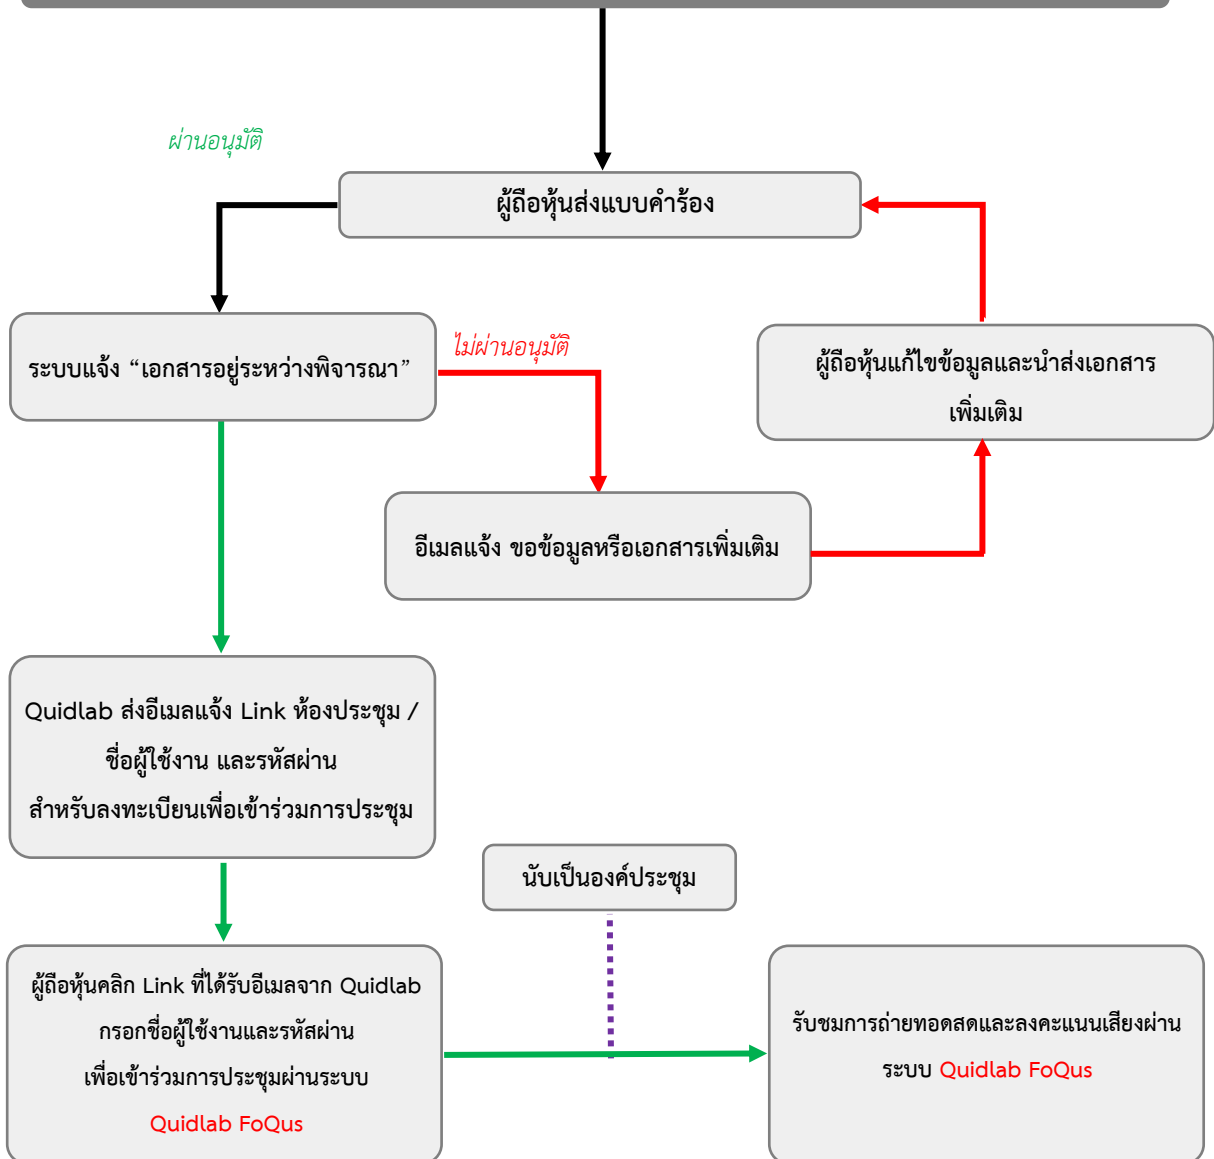 ผ่านอนุมัติ
ผู้ถือหุ้นส่งแบบคำร้อง
ระบบแจ้ง “เอกสารอยู่ระหว่างพิจารณา”
ไม่ผ่านอนุมัติ
ผู้ถือหุ้นแก้ไขข้อมูลและนำส่งเอกสาร
เพิ่มเติม
อีเมลแจ้ง ขอข้อมูลหรือเอกสารเพิ่มเติม
Quidlab ส่งอีเมลแจ้ง Link ห้องประชุม /
ชื่อผู้ใช้งาน และรหัสผ่าน
สำหรับลงทะเบียนเพื่อเข้าร่วมการประชุม
นับเป็นองค์ประชุม
ผู้ถือหุ้นคลิก Link ที่ได้รับอีเมลจาก Quidlab
กรอกชื่อผู้ใช้งานและรหัสผ่าน
เพื่อเข้าร่วมการประชุมผ่านระบบ
Quidlab FoQus
รับชมการถ่ายทอดสดและลงคะแนนเสียงผ่าน
ระบบ Quidlab FoQus